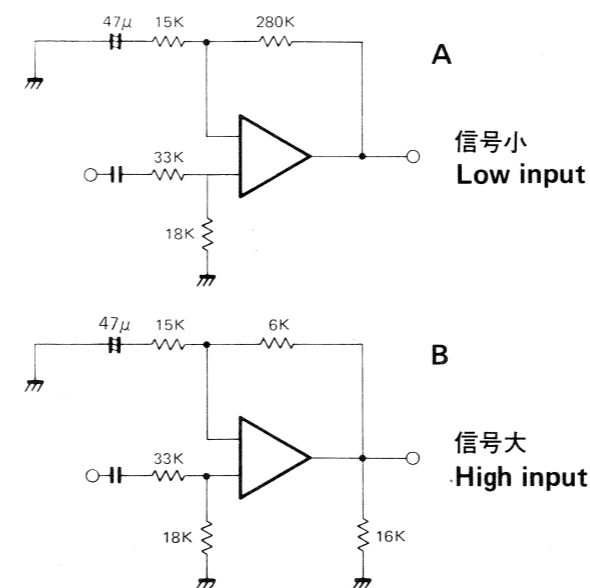 47μ 15K 280K
A
信号小
33K
Low input
18K
47μ 15K 6K
B
信号大
33K
High input
18K 16K